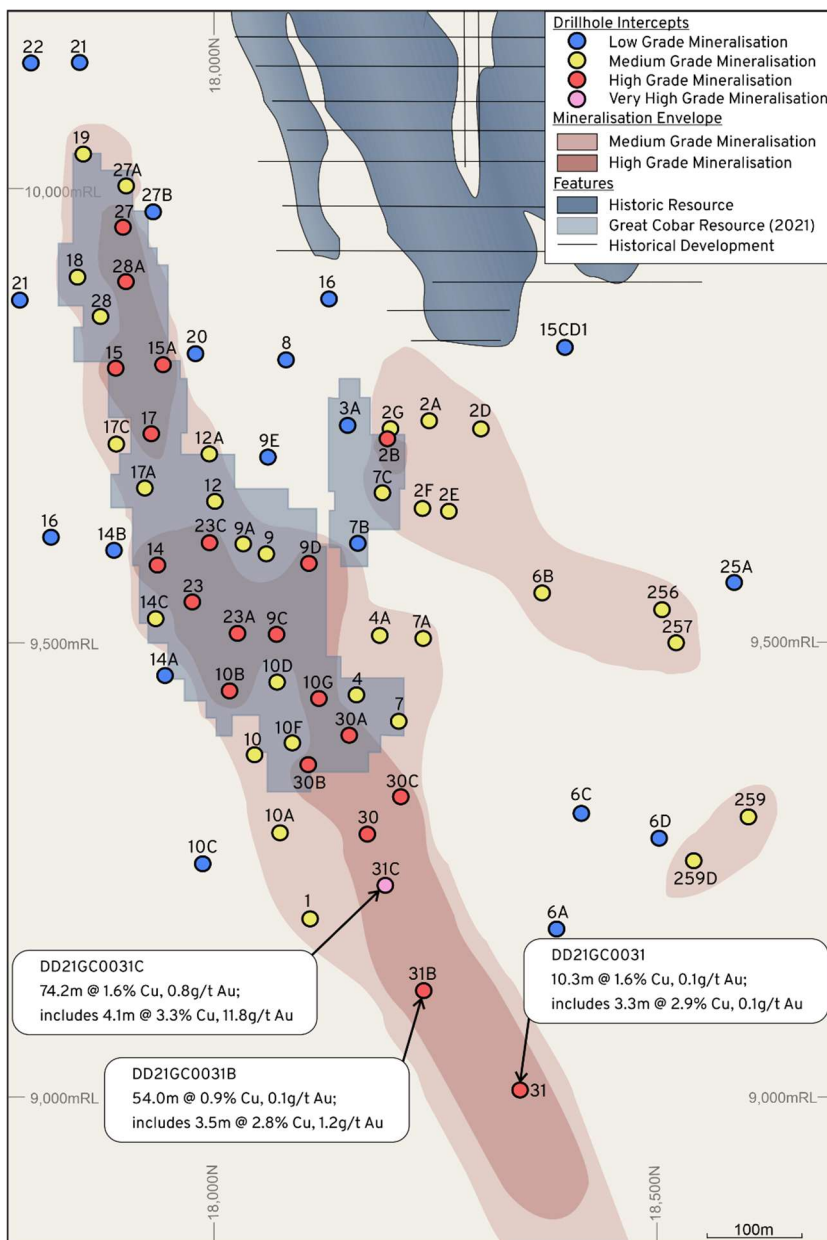 18,000N
Drillhole Intercepts
Low Grade Mineralisation
Medium Grade Mineralisation
High Grade Mineralisation
Very High Grade Mineralisation
Mineralisation Envelope
Medium Grade Mineralisation
High Grade Mineralisation
Features
Historic Resource
Great Cobar Resource (2021)
Historical Development
22
21
19
27A
10,000mRL
27B
27
18
28A
21
28
16
15CD1
20
8
15
15A
3A
2G
2A
2D
17C
17
12A
9E
2B
17A
12
7C
2F
2E
16
14B
23C
9A
9
9D
7B
14
25A
6B
256
14C
23
257
23A
9C
4A
7A
9,500mRL
9,500mRL
14A
10B
10D
10G
4
7
10
10F
30A
30B
30C
6C
259
10A
30
6D
10C
31C
259D
1
6A
DD21GC0031C
74.2m @ 1.6% Cu, 0.8g/t Au;
includes 4.1m @ 3.3% Cu, 11.8g/t Au
31B
DD21GC0031
10.3m @ 1.6% Cu, 0.1g/t Au;
includes 3.3m @ 2.9% Cu, 0.1g/t Au
DD21GC0031B
54.0m @ 0.9% Cu, 0.1g/t Au;
includes 3.5m @ 2.8% Cu, 1.2g/t Au
31
9,000mRL
9,000mRL
18,000N
18,500N
100m